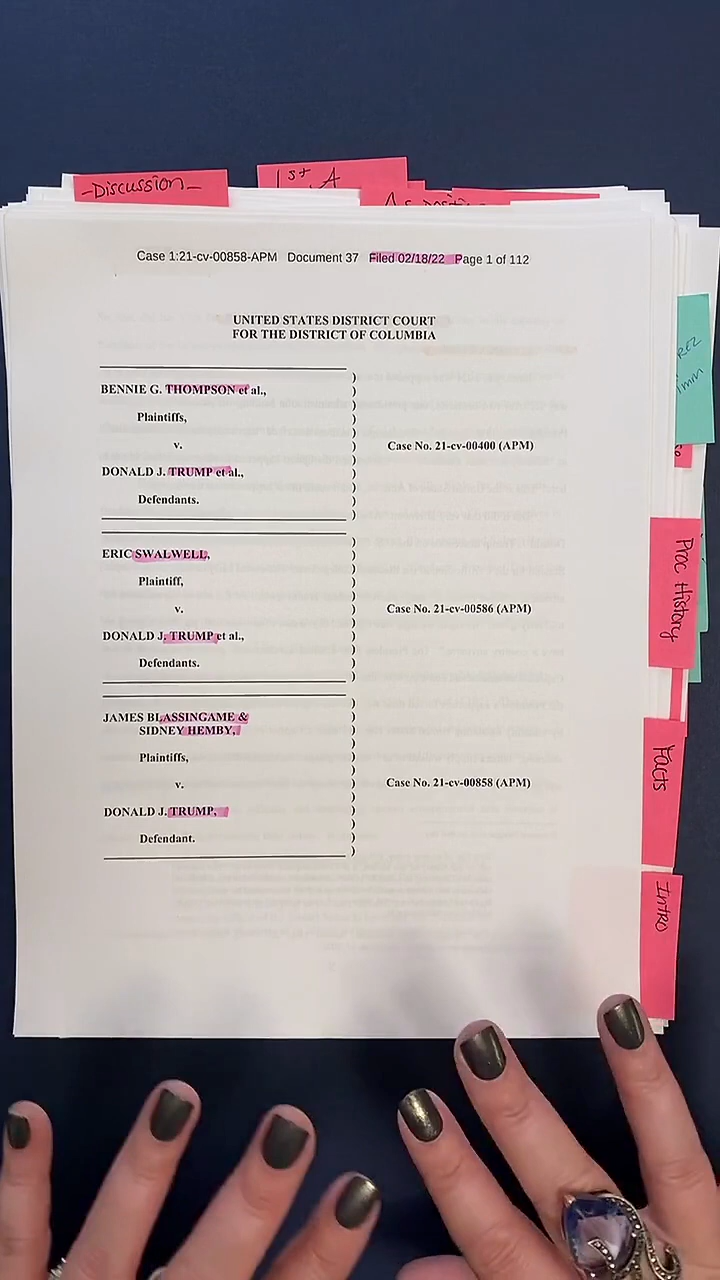 -Discussion-
1st A
Case 1:21-cv-00858-APM Document 37 Filed 02/18/22 Page 1 of 112
UNITED STATES DISTRICT COURT
FOR THE DISTRICT OF COLUMBIA
BENNIE G. THOMPSON et al.,
Plaintiffs,
v.
Case No. 21-cv-00400 (APM)
DONALD J. TRUMP et al.,
Defendants.
ERIC SWALWELL,
Plaintiff,
v.
Case No. 21-cv-00586 (APM)
DONALD J. TRUMP et al.,
Defendants.
JAMES BLASSINGAME &
SIDNEY HEMBY,
Plaintiffs,
v.
Case No. 21-cv-00858 (APM)
DONALD J. TRUMP,
Defendant.
Proc History
Facts
Intro